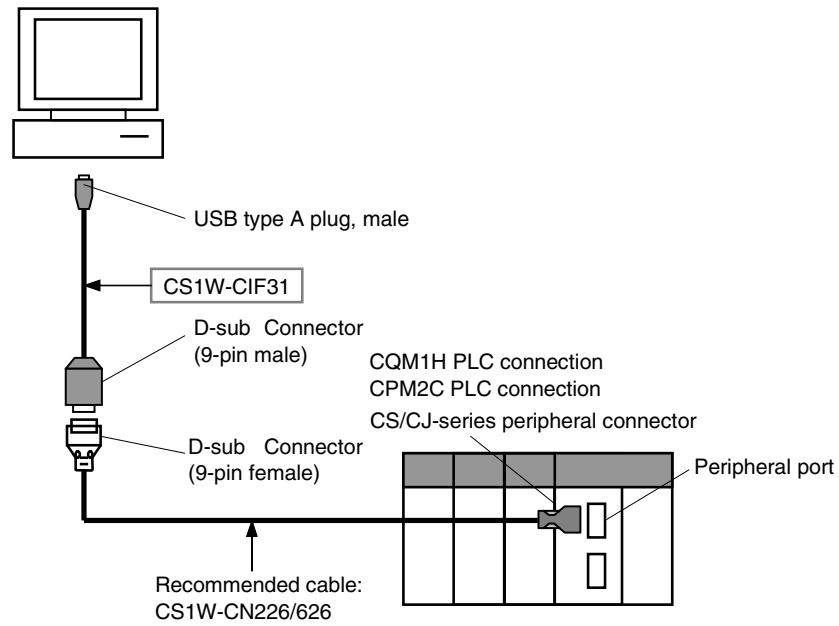 USB type A plug, male
CS1W-CIF31
D-sub Connector
(9-pin male)
CQM1H PLC connection
CPM2C PLC connection
CS/CJ-series peripheral connector
D-sub Connector
(9-pin female)
Peripheral port
Recommended cable:
CS1W-CN226/626